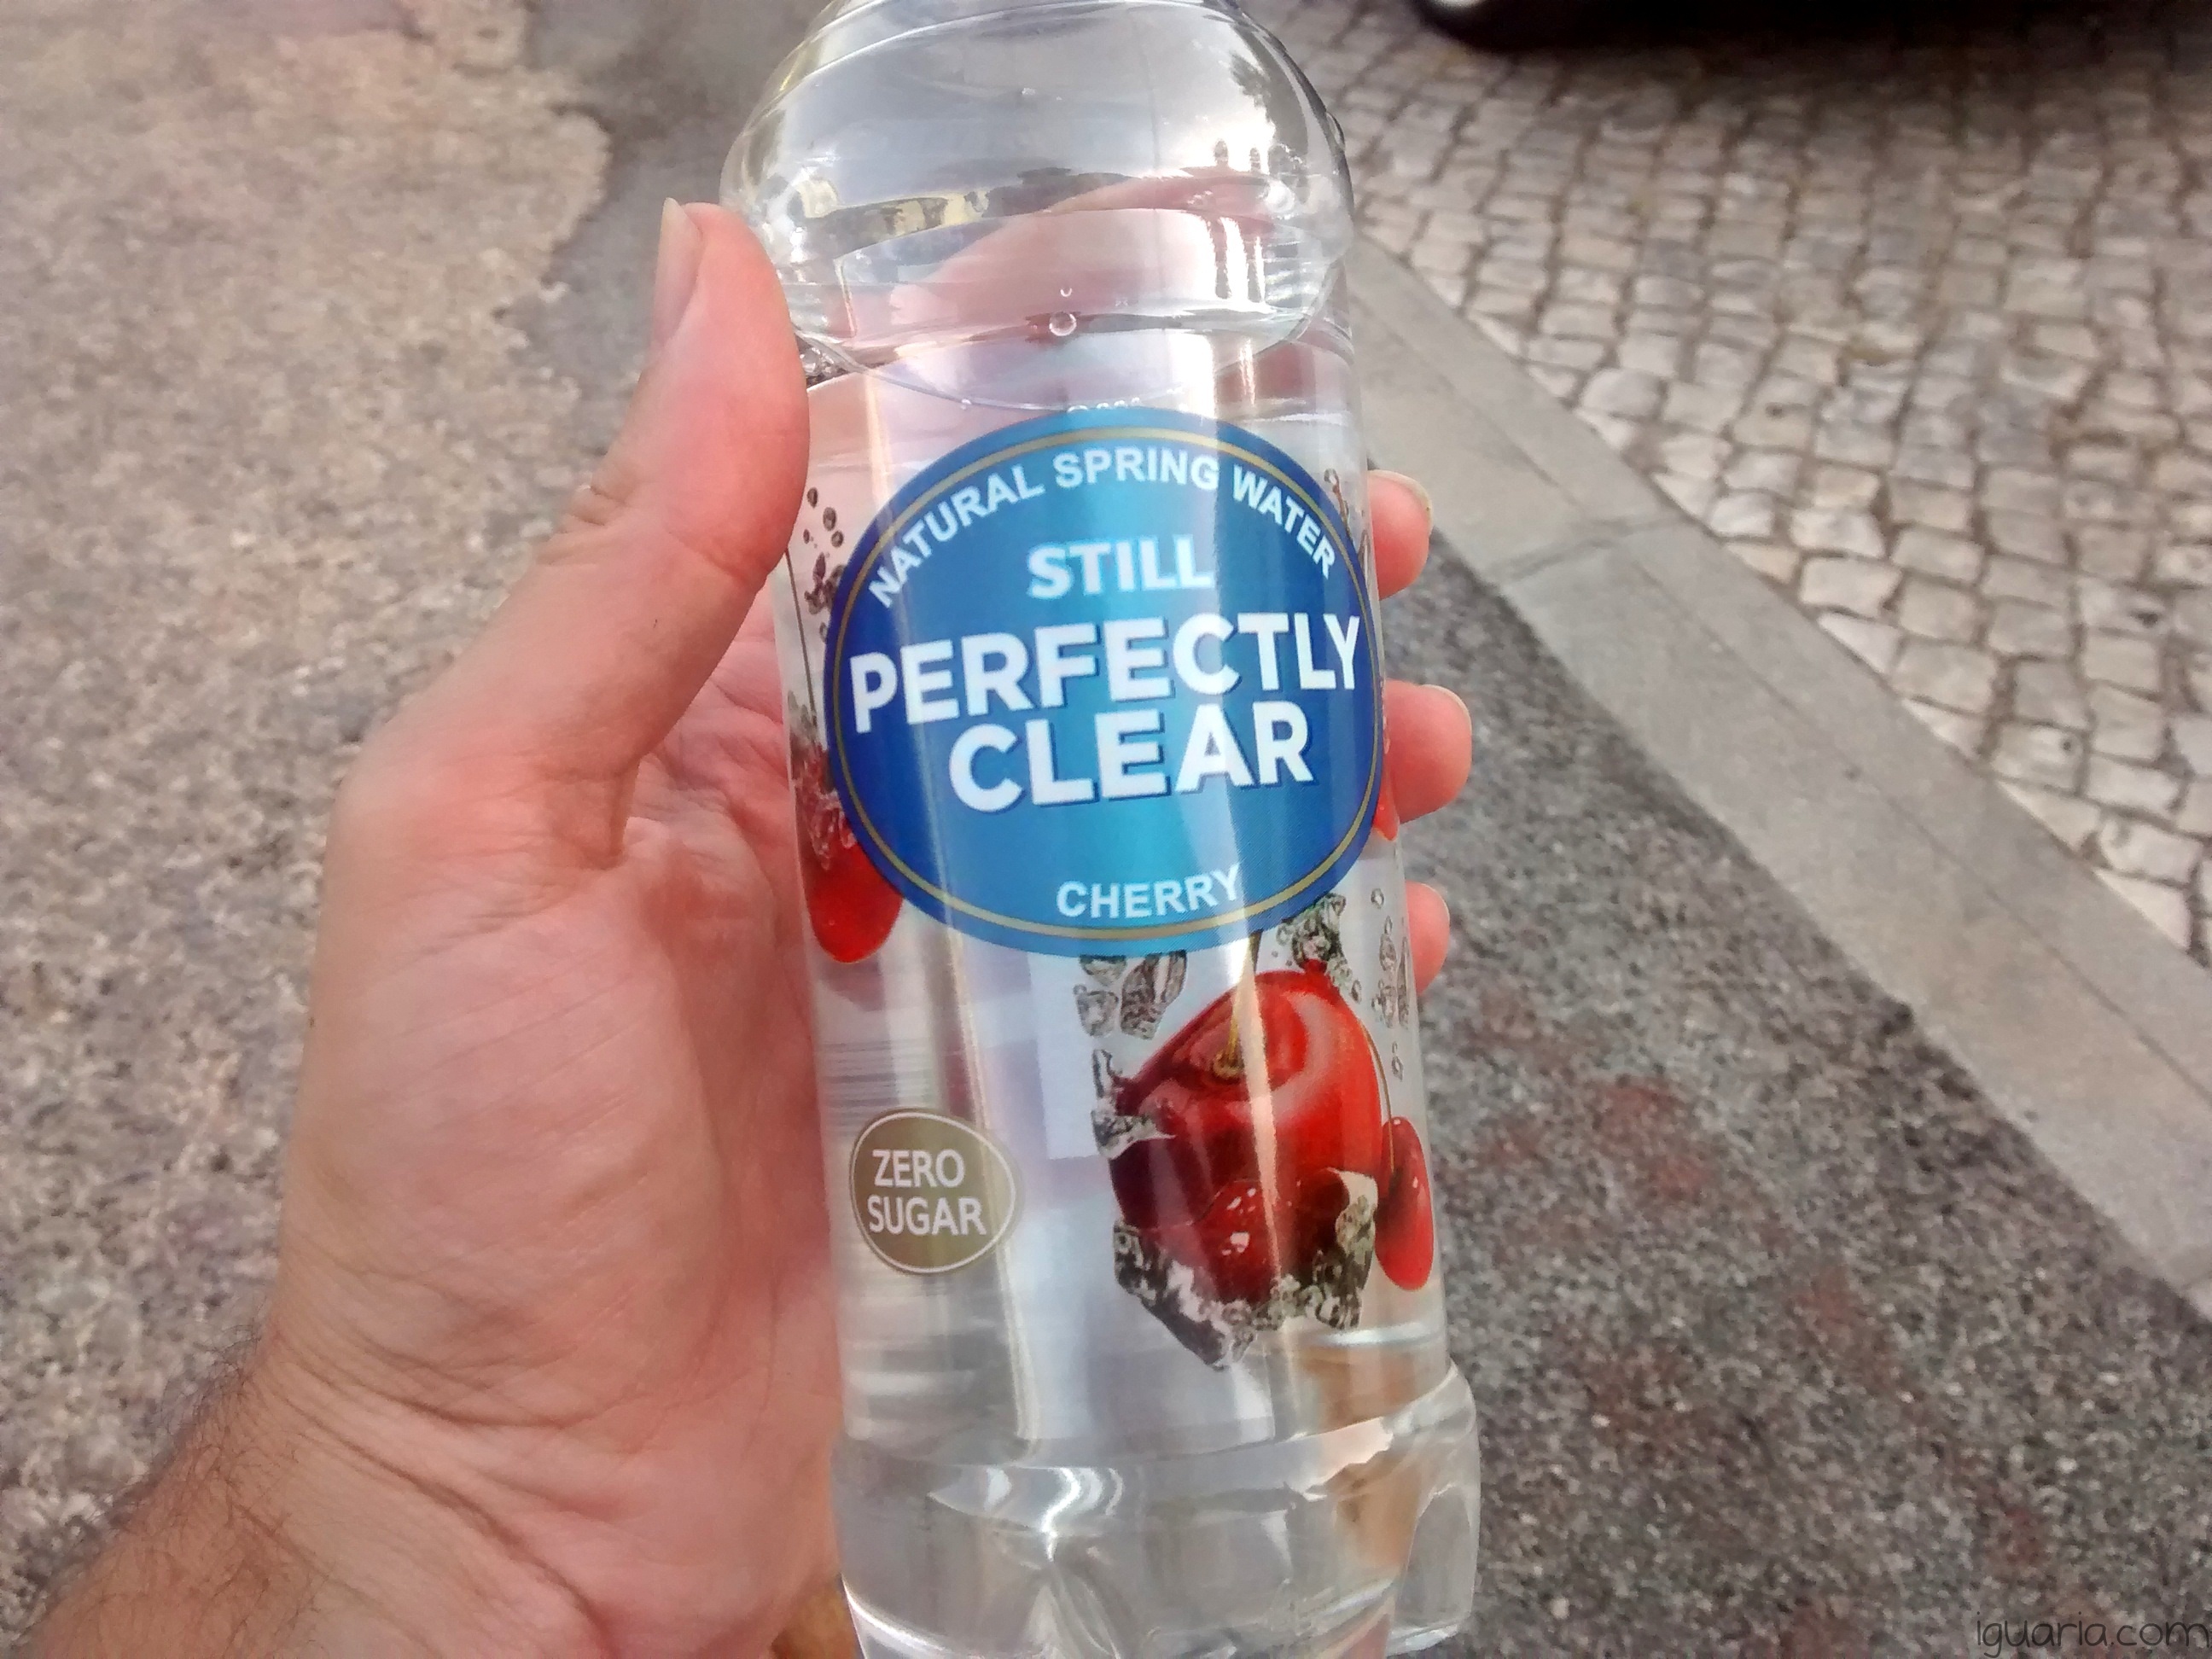 NATURAL SPRING WATER
STILL
PERFECTLY
CLEAR
CHERRY
ZERO
SUGAR
iguaria.com